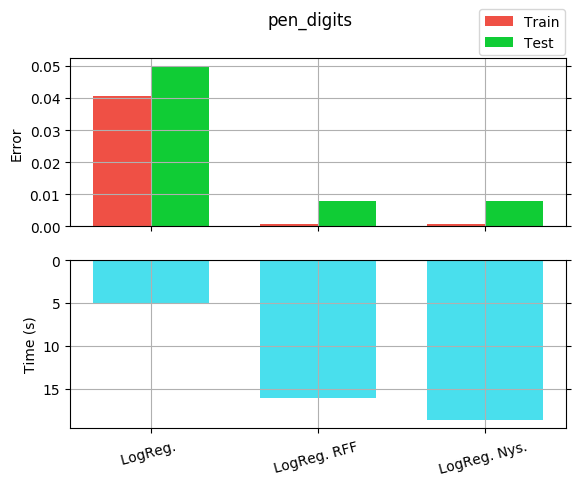 pen_digits
Train
Test
0.05
0.04
0.03
0.02
0.01
0.00
Error
0
5
10
15
Time (s)
LogReg.
LogReg. RFF
LogReg. Nys.